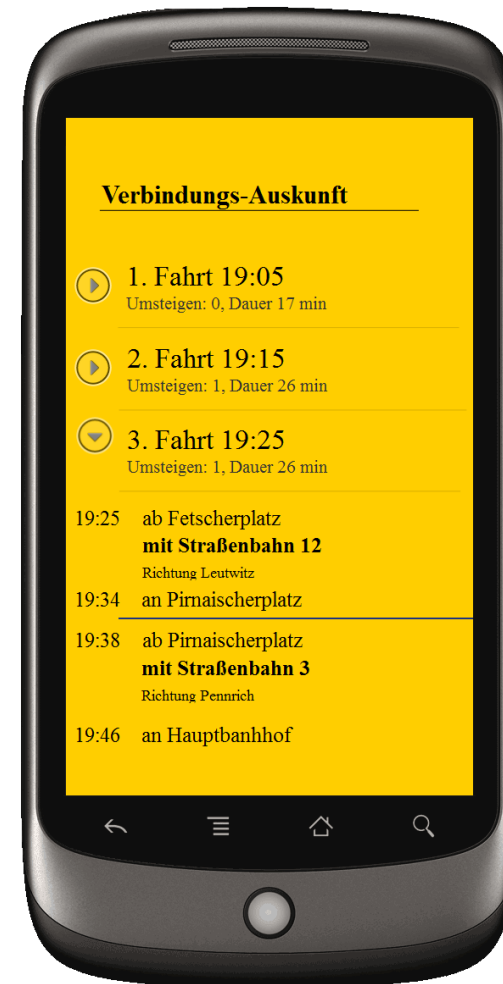 Verbindungs-Auskunft
1. Fahrt 19:05
Umsteigen: 0, Dauer 17 min
2. Fahrt 19:15
Umsteigen: 1, Dauer 26 min
3. Fahrt 19:25
Umsteigen: 1, Dauer 26 min
19:25 ab Fetscherplatz
mit Straßenbahn 12
Richtung Leutwitz
19:34 an Pirnaischerplatz
19:38 ab Pirnaischerplatz
mit Straßenbahn 3
Richtung Pennrich
19:46 an Hauptbanhhof